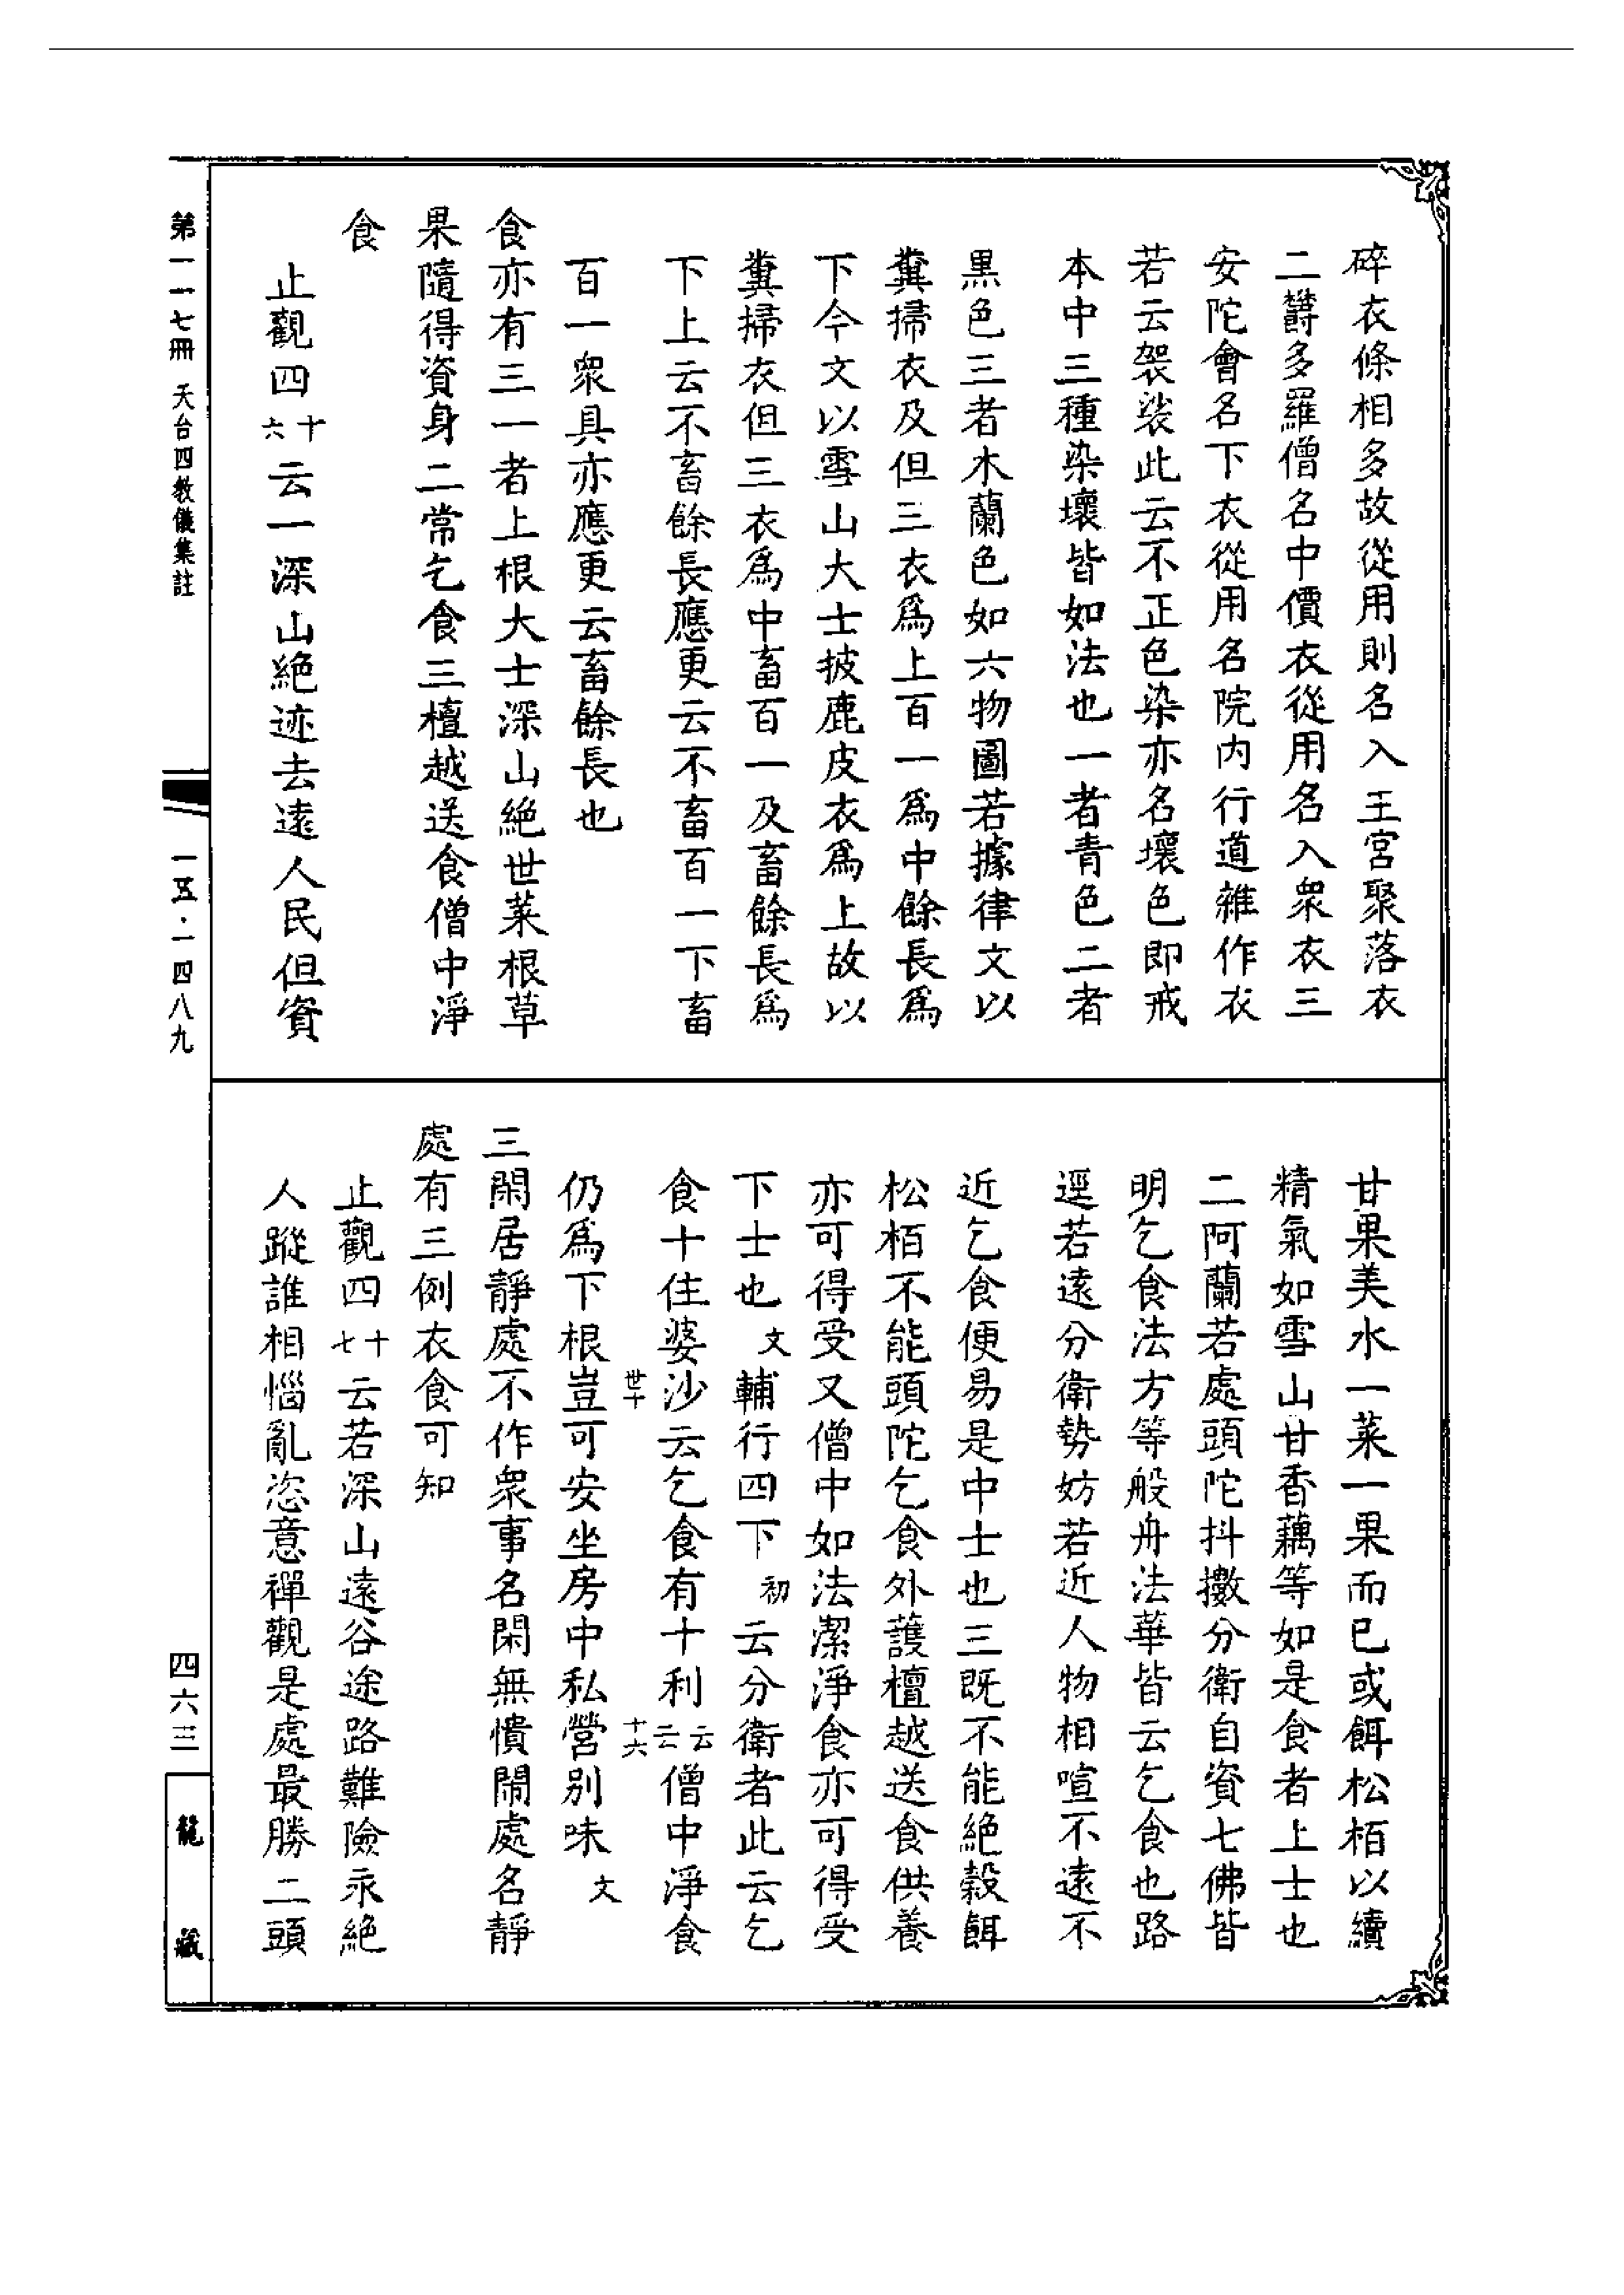 碎衣條相多故從用則名入王宮聚落衣
二欝多羅僧名中價衣從用名入衆衣三
安陀會名下衣從用名院內行道雜作衣
若云袈裟此云不正色染亦名壞色即戒
本中三種染壞皆如法也一者青色二者
黑色三者木蘭色如六物圖若據律文以
糞掃衣及但三衣爲上百一爲中餘長爲
下今文以雪山大士披鹿皮衣爲上故以
糞掃衣但三衣爲中畜百一及畜餘長爲
下上云不畜餘長應更云不畜百一下畜
百一衆具亦應更云畜餘長也
食亦有三一者上根大士深山絕世菜根草
果隨得資身二常乞食三檀越送食僧中淨
食
止觀四十六云一深山絕迹去遠人民但資
甘果美水一菜一果而已或餌松栢以續
精氣如雪山甘香藕等如是食者上士也
二阿蘭若處頭陀抖擻分衛自資七佛皆
明乞食法方等般舟法華皆云乞食也路
逕若遠分衛勢妨若近人物相喧不遠不
近乞食便易是中士也三既不能絕穀餌
松栢不能頭陀乞食外護檀越送食供養
亦可得受又僧中如法潔淨食亦可得受
下士也文輔行四下初云分衛者此云乞
食十住婆沙云乞食有十利云云僧中淨食
世十 十六
仍爲下根豈可安坐房中私營別味文
三閑居靜處不作衆事名閑無憒鬧處名靜
處有三例衣食可知
止觀四十七云若深山遠谷途路難險永絕
人蹤誰相惱亂恣意禪觀是處最勝二頭
第一一七冊 天台四教儀集註
一五·一四八九
四六三
龍藏